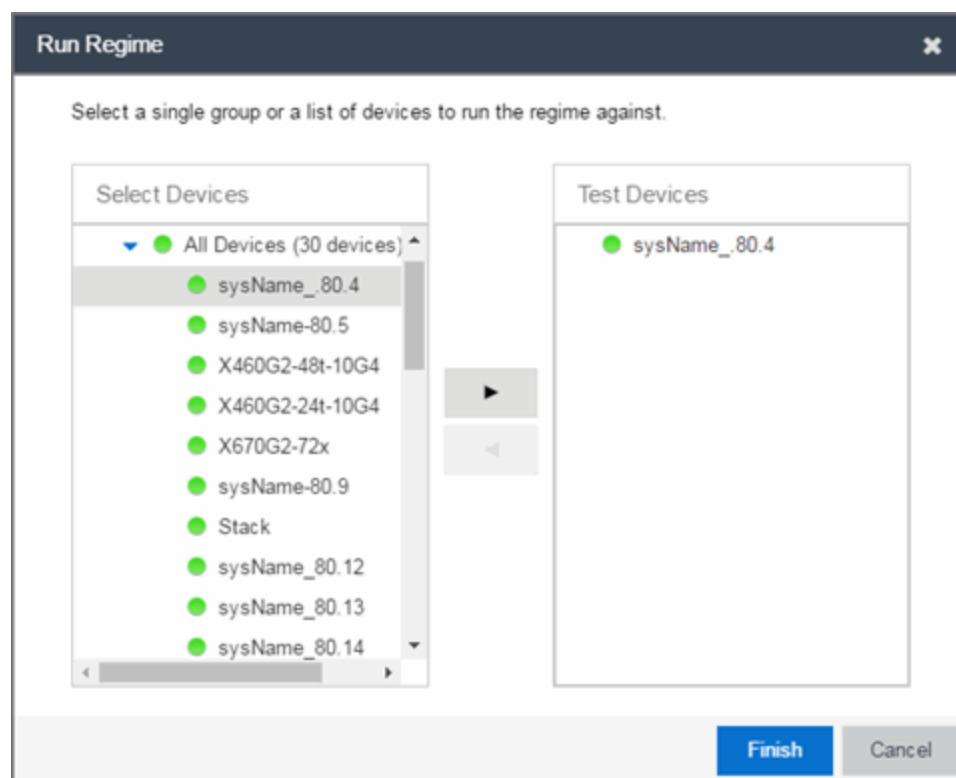 Run Regime
Select a single group or a list of devices to run the regime against.
Select Devices
All Devices (30 devices)
sysName_.80.4
sysName-80.5
X460G2-48t-10G4
X460G2-24t-10G4
X670G2-72x
sysName-80.9
Stack
sysName_80.12
sysName_80.13
sysName_80.14
Test Devices
sysName_.80.4
Finish
Cancel